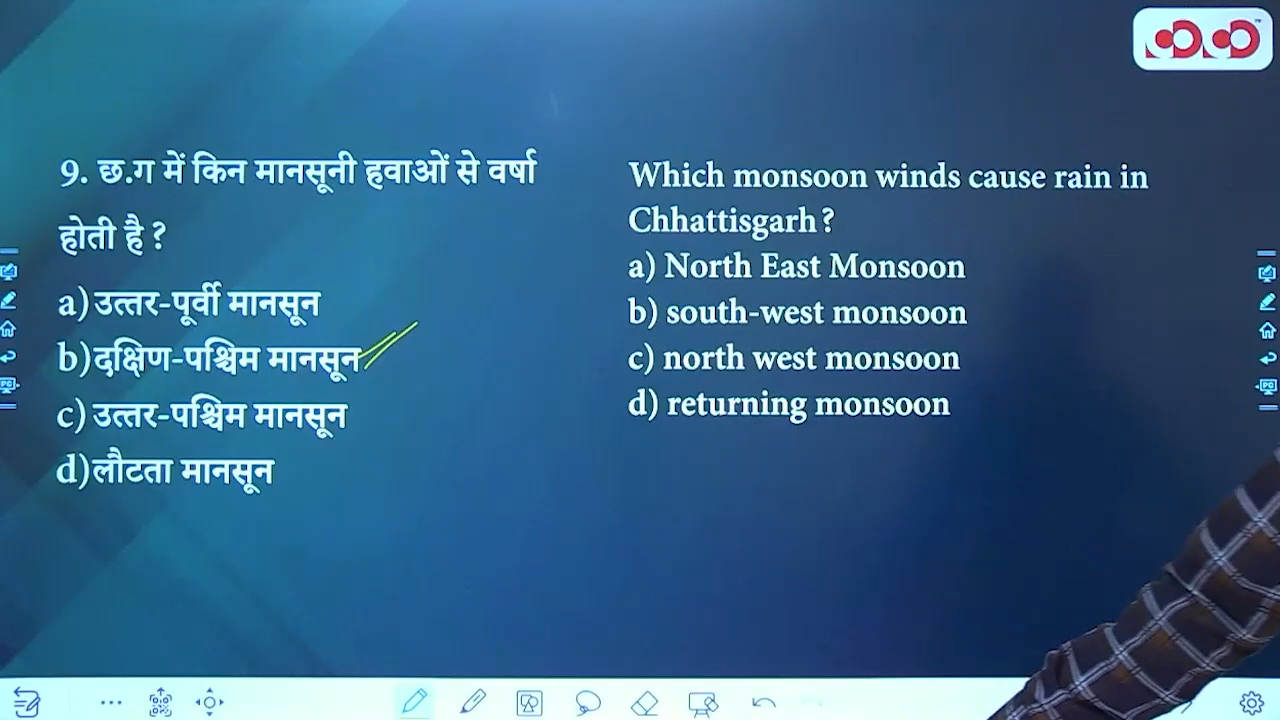 9. छ.ग में किन मानसूनी हवाओं से वर्षा
होती है ?
a) उत्तर-पूर्वी मानसून
b) दक्षिण-पश्चिम मानसून
c) उत्तर-पश्चिम मानसून
d) लौटता मानसून
Which monsoon winds cause rain in
Chhattisgarh?
a) North East Monsoon
b) south-west monsoon
c) north west monsoon
d) returning monsoon